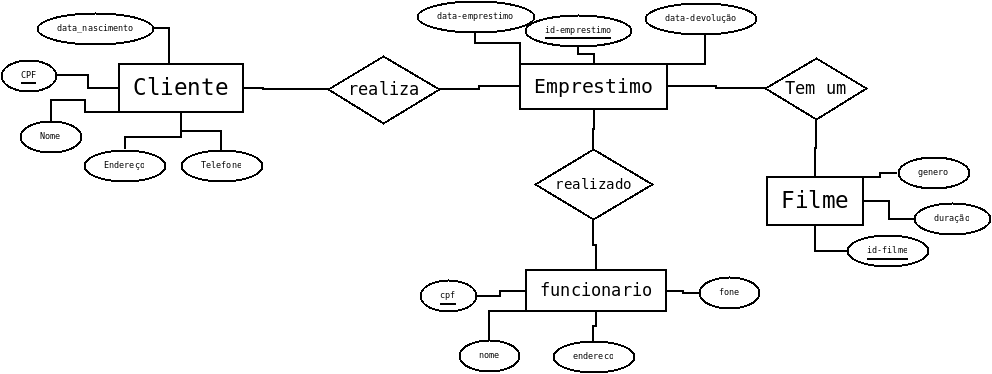 data-emprestimo
data-devolução
data_nascimento
id-emprestimo
CPF
Cliente
realiza
Emprestimo
Tem um
Nome
Endereço
Telefone
realizado
genero
Filme
duração
id-filme
cpf
funcionario
fone
nome
endereco